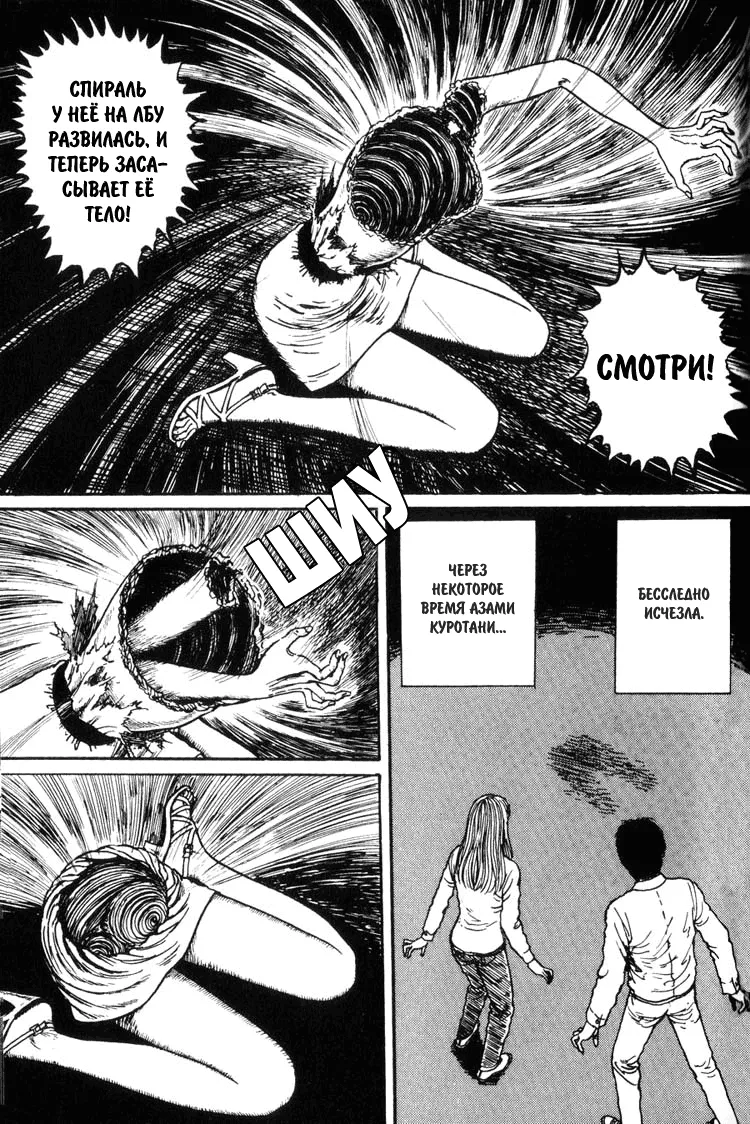 СПИРАЛЬ
У НЕЁ НА ЛБУ
РАЗВИЛАСЬ, И
ТЕПЕРЬ ЗАСА-
СЫВАЕТ ЕЁ
ТЕЛО!
СМОТРИ!
ШИУ
ЧЕРЕЗ
НЕКОТОРОЕ
ВРЕМЯ АЗАМИ
КУРОТАНИ...
БЕССЛЕДНО
ИСЧЕЗЛА.